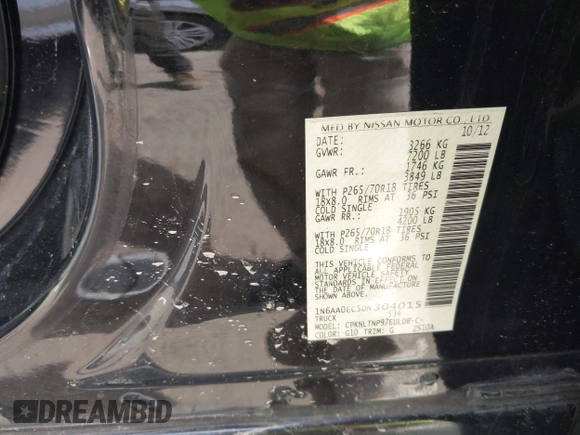 MFD BY NISSAN MOTOR CO., LTD.
DATE: 10/12
GVWR: 3266 KG
7200 LB
GAWR FR.: 1746 KG
3849 LB
WITH P265/70R18 TIRES
18X8.0 RIMS AT 36 PSI
COLD SINGLE
GAWR RR.: 1905 KG
4200 LB
WITH P265/70R18 TIRES
18X8.0 RIMS AT 36 PSI
COLD SINGLE
THIS VEHICLE CONFORMS TO
ALL APPLICABLE FEDERAL
MOTOR VEHICLE SAFETY
STANDARDS IN EFFECT ON
THE DATE OF MANUFACTURE
SHOWN ABOVE.
1N6AA0EC5DN304015
TRUCK 534
MODEL: CPKNLTNP97EULDB-C-
COLOR: G10 TRIM: G 2510A
DREAMBID